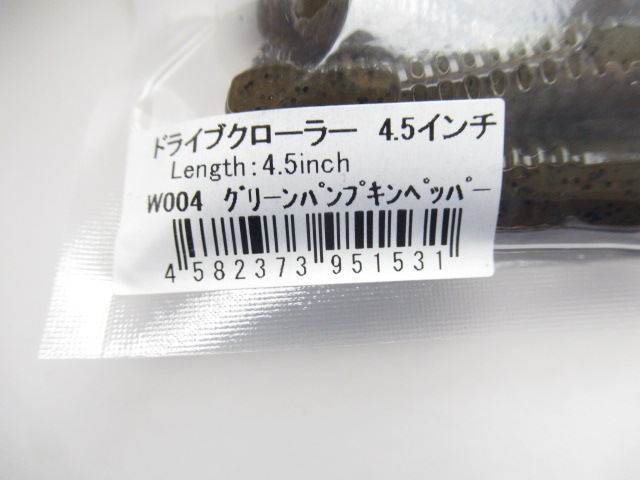 ドライブクローラー 4.5インチ
Length:4.5inch
W004 グリーンパンプキンペッパー
4 582373 951531